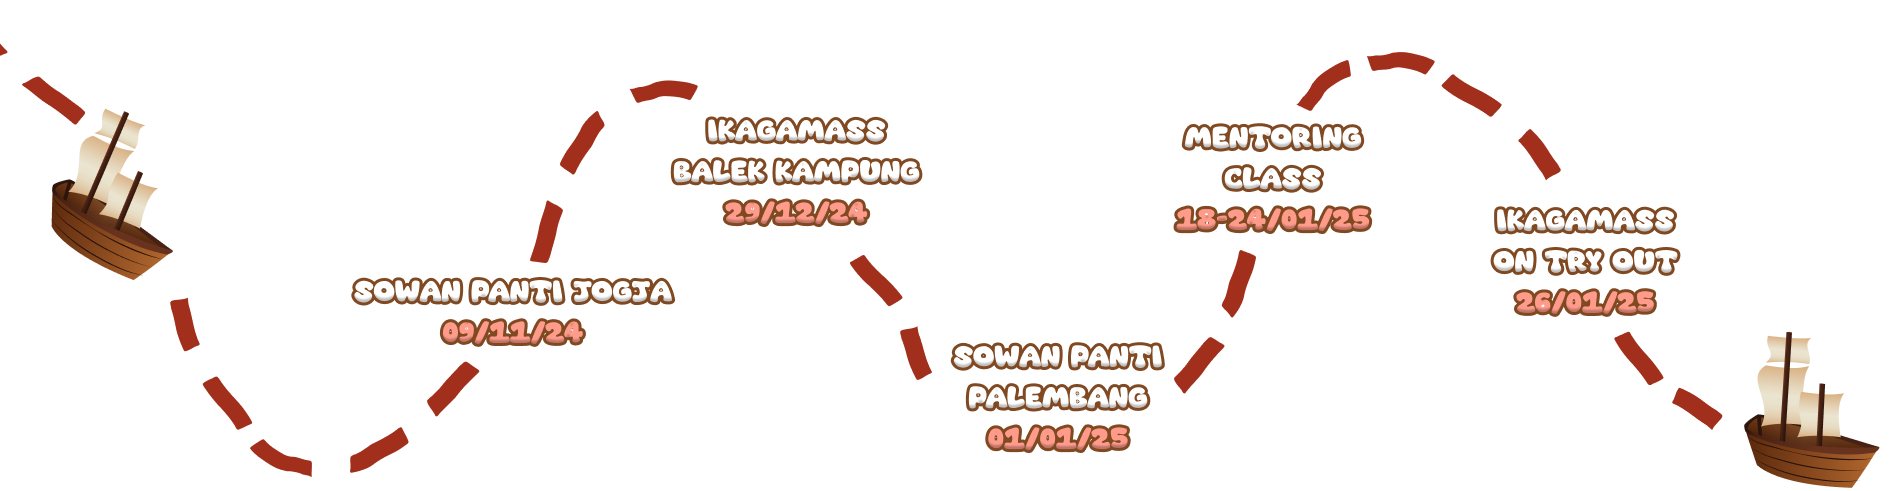 SOWAN PANTI JOGJA
09/11/24
IKAGAMASS
BALEK KAMPUNG
29/12/24
SOWAN PANTI
PALEMBANG
01/01/25
MENTORING
CLASS
18-24/01/25
IKAGAMASS
ON TRY OUT
26/01/25